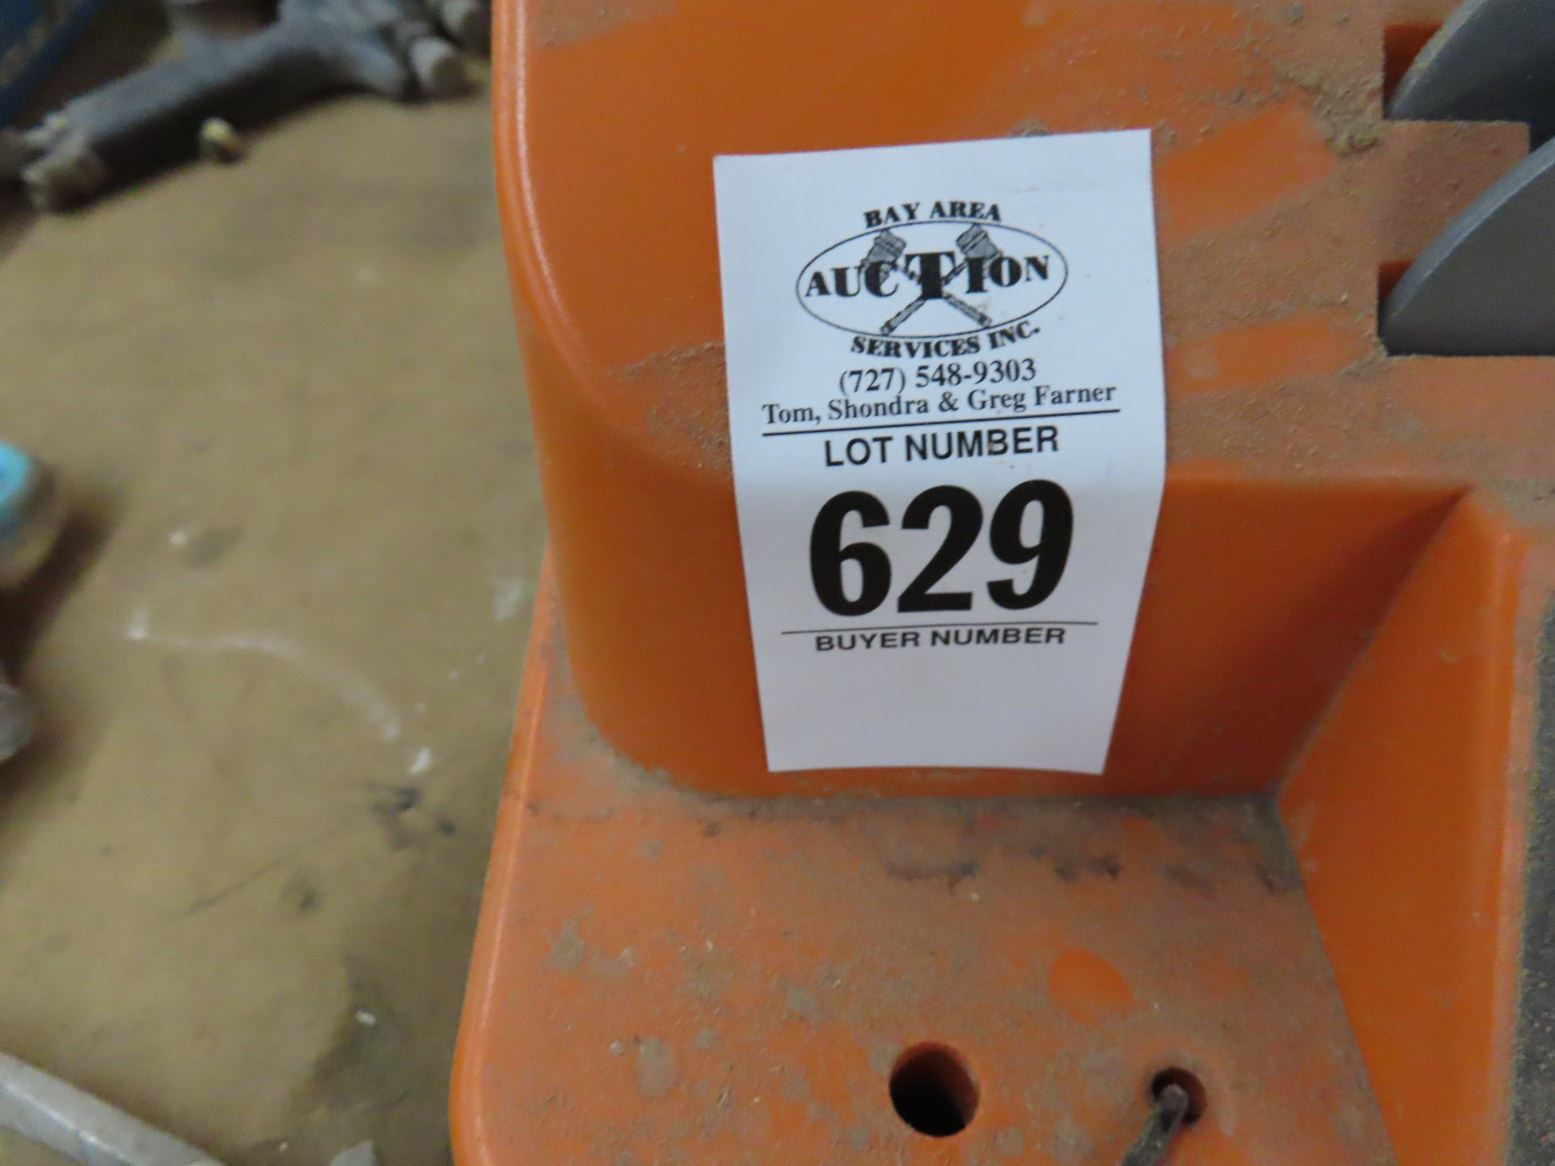 BAY AREA
AUCTION
SERVICES INC.
(727) 548-9303
Tom, Shondra & Greg Farner
LOT NUMBER
629
BUYER NUMBER